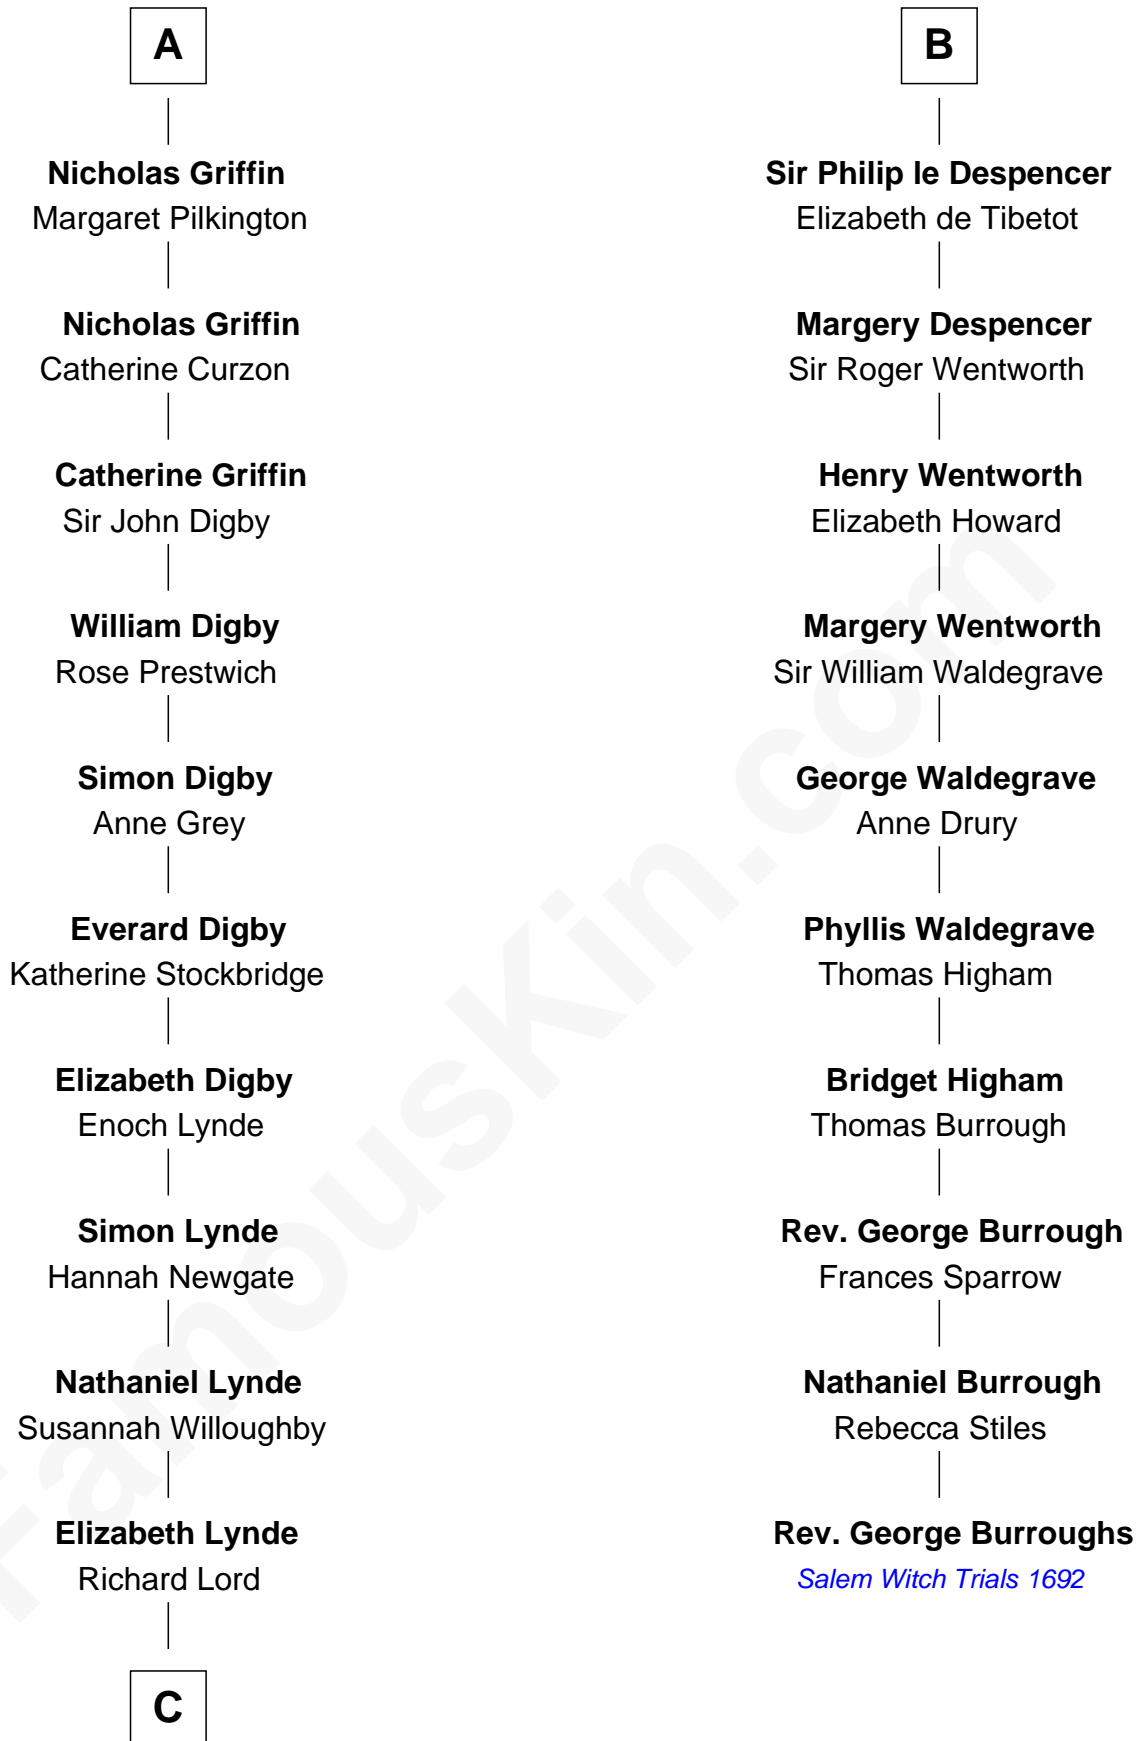 A
Nicholas Griffin
Margaret Pilkington
Nicholas Griffin
Catherine Curzon
Catherine Griffin
Sir John Digby
William Digby
Rose Prestwich
Simon Digby
Anne Grey
Everard Digby
Katherine Stockbridge
Elizabeth Digby
Enoch Lynde
Simon Lynde
Hannah Newgate
Nathaniel Lynde
Susannah Willoughby
Elizabeth Lynde
Richard Lord
C
B
Sir Philip le Despencer
Elizabeth de Tibetot
Margery Despencer
Sir Roger Wentworth
Henry Wentworth
Elizabeth Howard
Margery Wentworth
Sir William Waldegrave
George Waldegrave
Anne Drury
Phyllis Waldegrave
Thomas Higham
Bridget Higham
Thomas Burrough
Rev. George Burrough
Frances Sparrow
Nathaniel Burrough
Rebecca Stiles
Rev. George Burroughs
Salem Witch Trials 1692
FamousKin.com